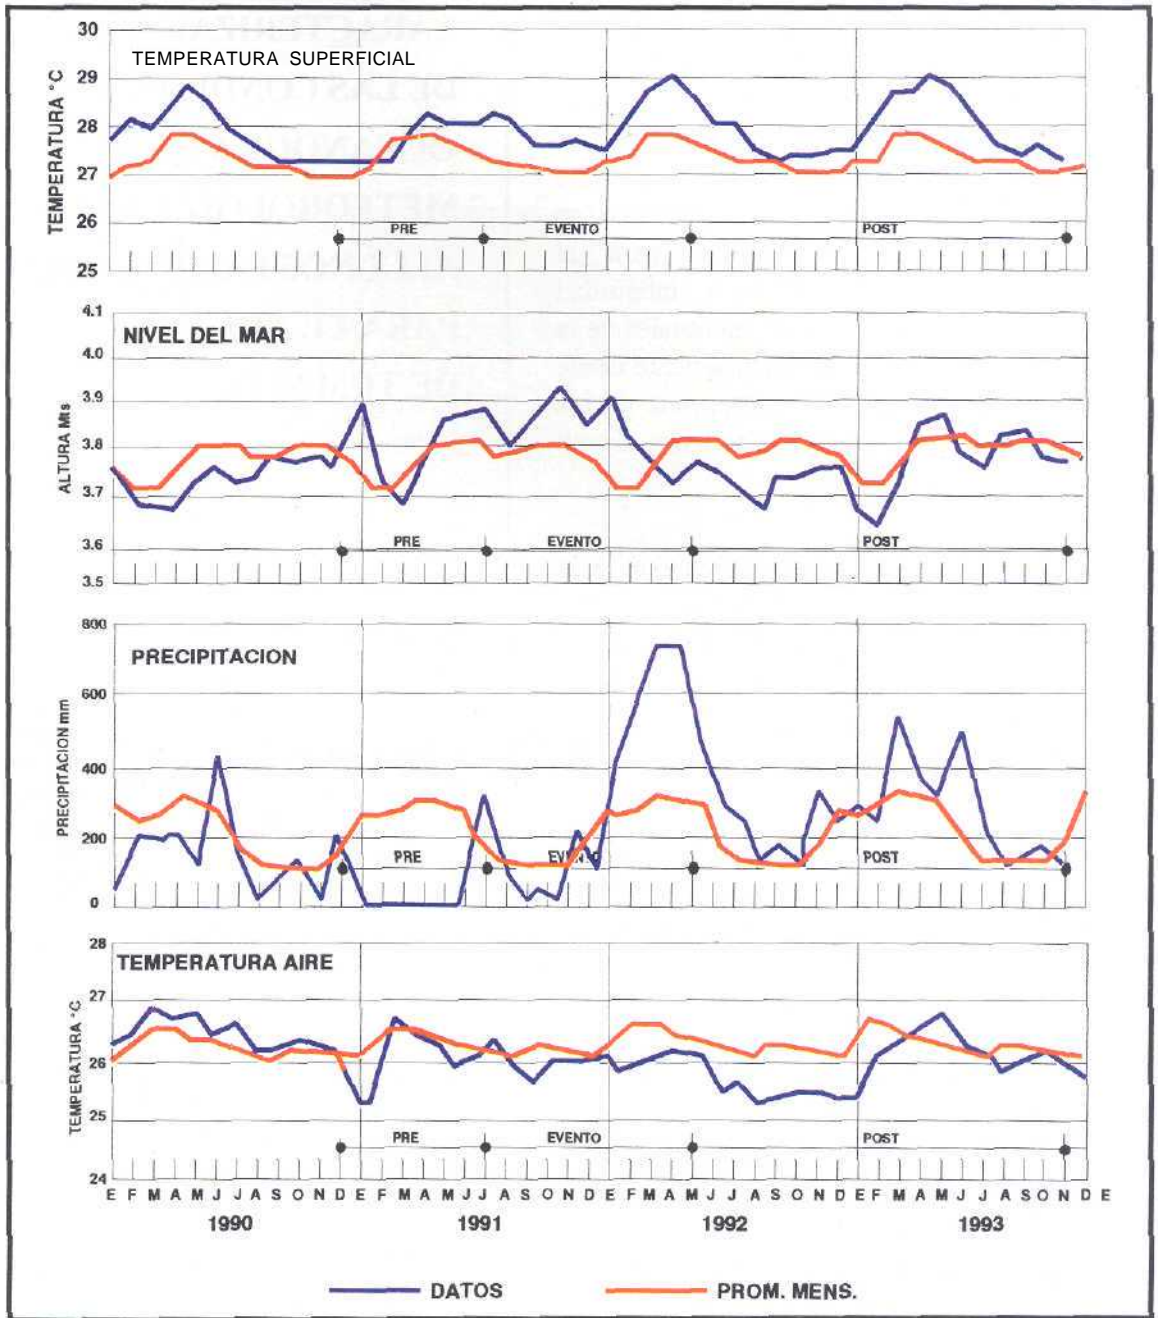 30
TEMPERATURA SUPERFICIAL
29
28
27
26
25
TEMPERATURA °C
PRE EVENTO POST
4.1
NIVEL DEL MAR
4.0
3.9
3.8
3.7
3.6
3.5
ALTURA Mts
PRE EVENTO POST
800
PRECIPITACION
600
400
200
0
PRECIPITACION mm
PRE EVENTO POST
28
TEMPERATURA AIRE
27
26
25
24
TEMPERATURA °C
PRE EVENTO POST
E F M A M J J A S O N D E F M A M J J A S O N D E F M A M J J A S O N D E F M A M J J A S O N D E
1990 1991 1992 1993
DATOS PROM. MENS.